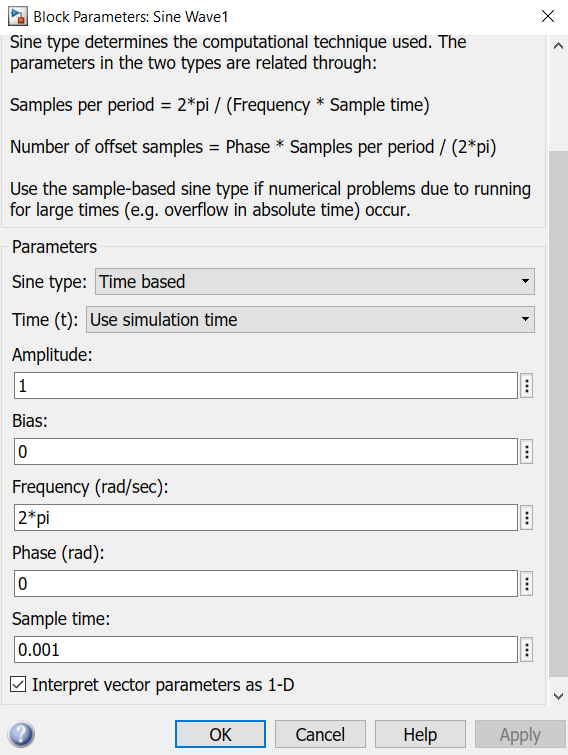 Block Parameters: Sine Wave1
Sine type determines the computational technique used. The
parameters in the two types are related through:
Samples per period = 2*pi / (Frequency * Sample time)
Number of offset samples = Phase * Samples per period / (2*pi)
Use the sample-based sine type if numerical problems due to running
for large times (e.g. overflow in absolute time) occur.
Parameters
Sine type: Time based
Time (t): Use simulation time
Amplitude:
1
Bias:
0
Frequency (rad/sec):
2*pi
Phase (rad):
0
Sample time:
0.001
Interpret vector parameters as 1-D
OK Cancel Help Apply